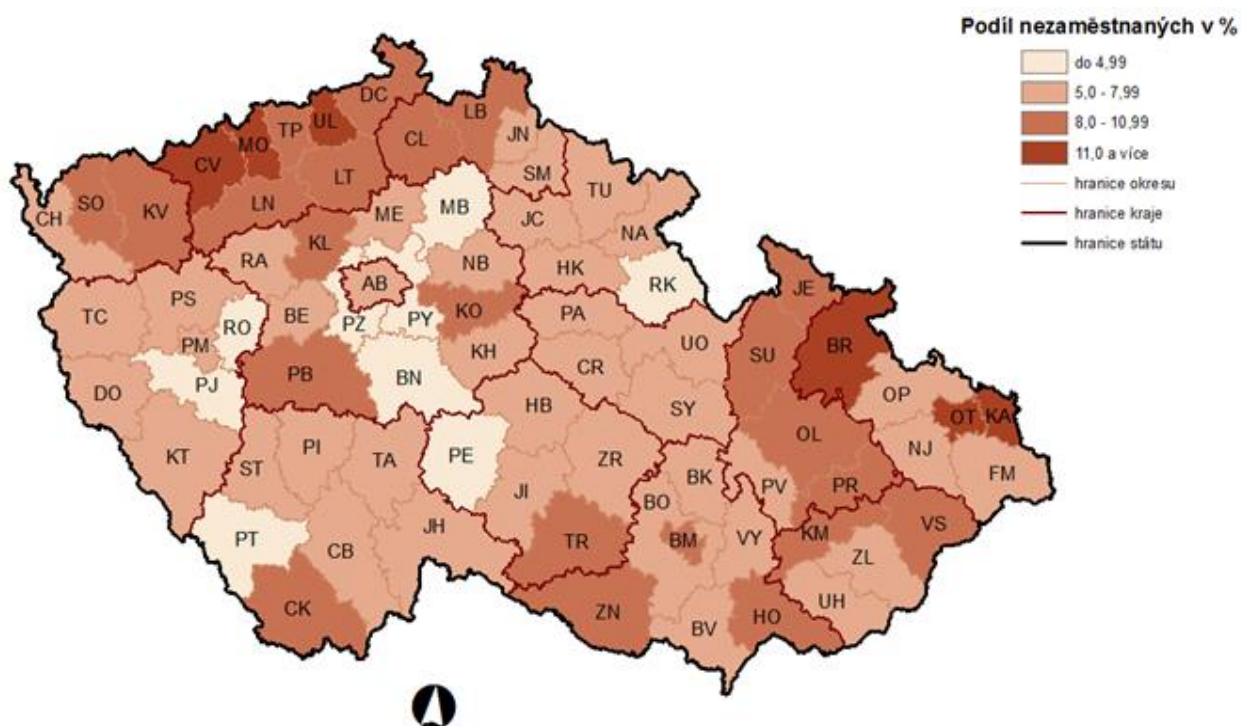 Podíl nezaměstnaných v %
do 4,99
5,0 - 7,99
8,0 - 10,99
11,0 a více
hranice okresu
hranice kraje
hranice státu
DC
LB
UL
TP
MO
CL
JN
CV
SM
LT
TU
SO
KV
LN
ME
MB
JC
CH
KL
NA
RA
NB
HK
AB
RK
JE
PS
KO
PA
TC
RO
BE
PZ
PY
UO
SU
BR
PM
KH
CR
PJ
PB
BN
DO
OP
SY
HB
OT
KA
OL
KT
PI
PE
ZR
NJ
ST
TA
FM
BK
JI
PV
PR
BO
VS
JH
TR
BM
VY
KM
PT
CB
ZL
UH
CK
ZN
HO
BV